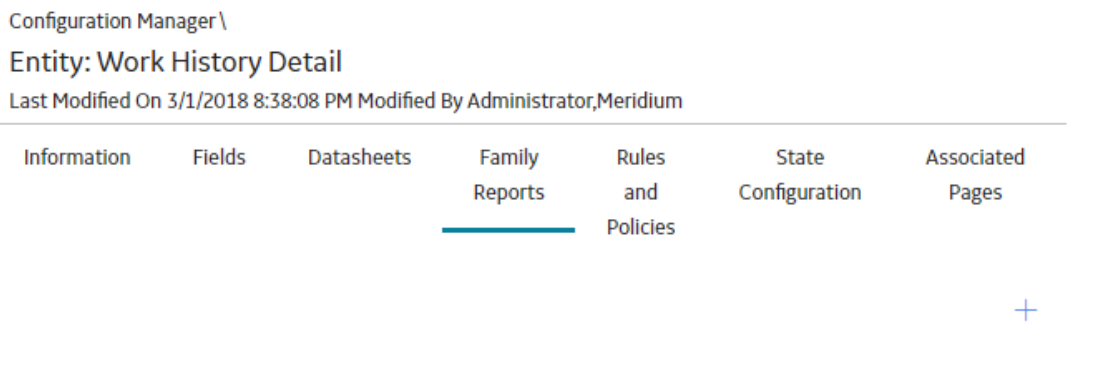 Configuration Manager\
Entity: Work History Detail
Last Modified On 3/1/2018 8:38:08 PM Modified By Administrator,Meridium
Information
Fields
Datasheets
Family
Reports
Rules
and
Policies
State
Configuration
Associated
Pages